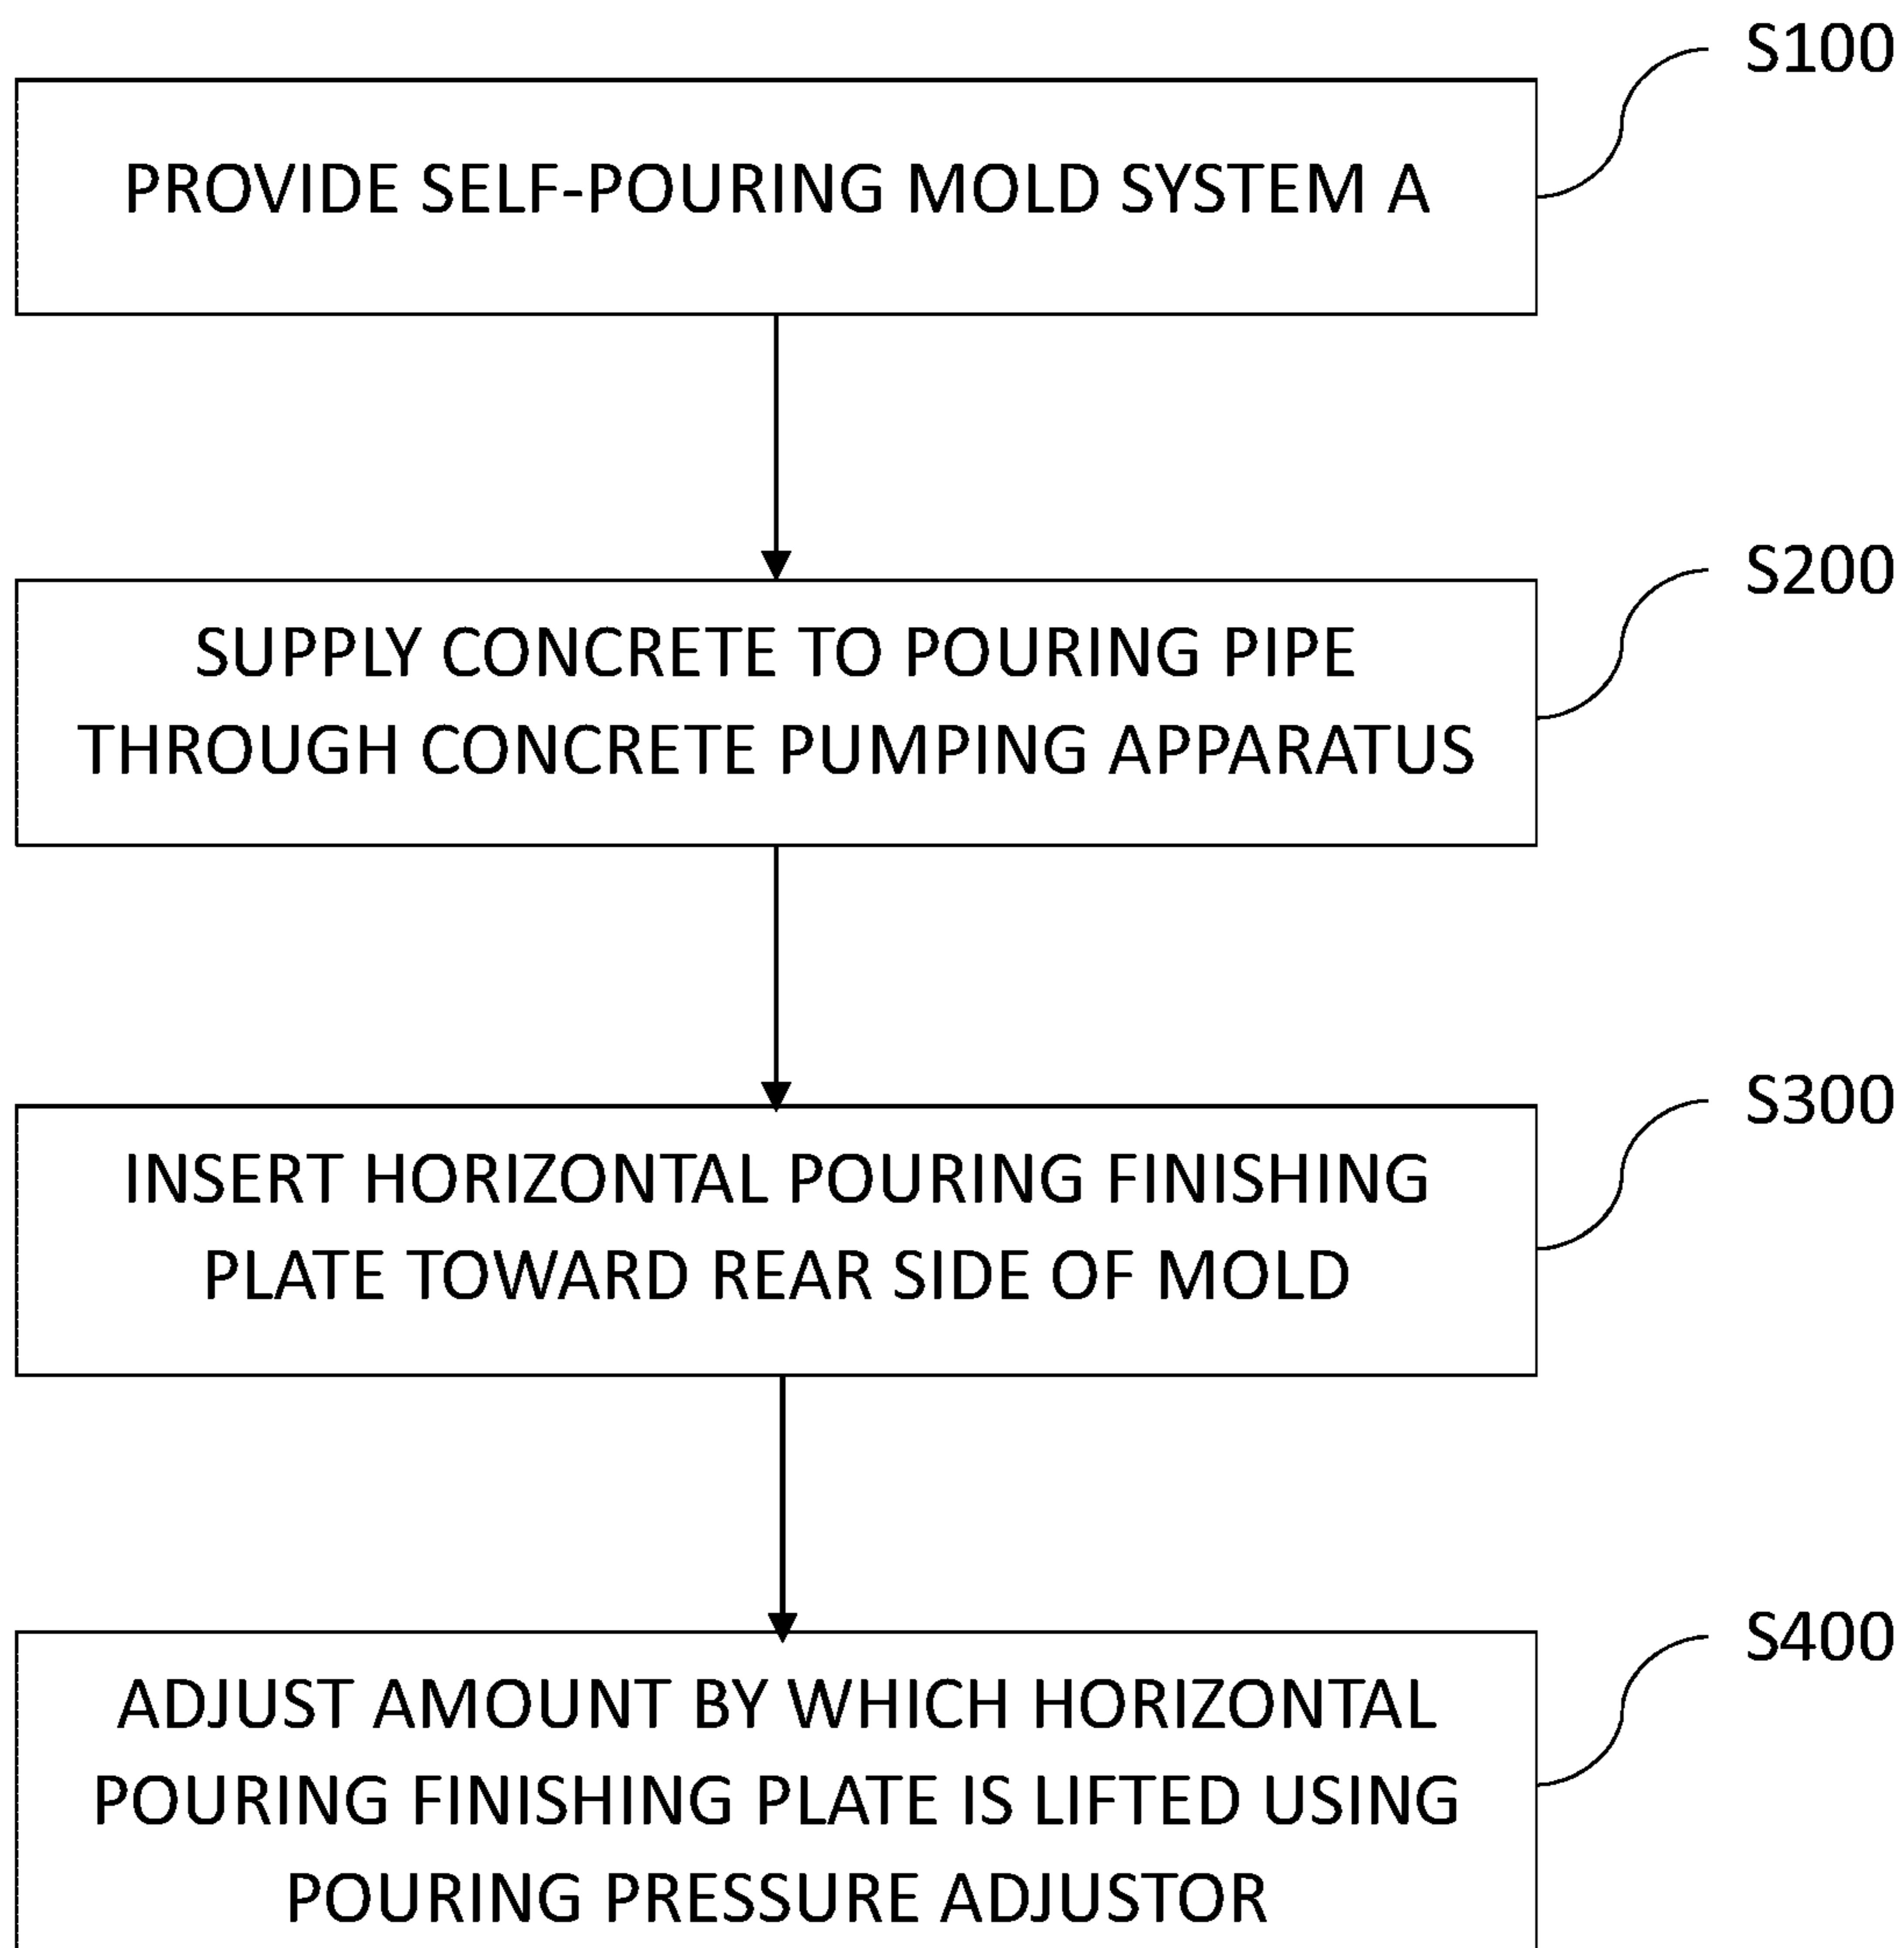 S100
PROVIDE SELF-POURING MOLD SYSTEM A
S200
SUPPLY CONCRETE TO POURING PIPE
THROUGH CONCRETE PUMPING APPARATUS
S300
INSERT HORIZONTAL POURING FINISHING
PLATE TOWARD REAR SIDE OF MOLD
S400
ADJUST AMOUNT BY WHICH HORIZONTAL
POURING FINISHING PLATE IS LIFTED USING
POURING PRESSURE ADJUSTOR